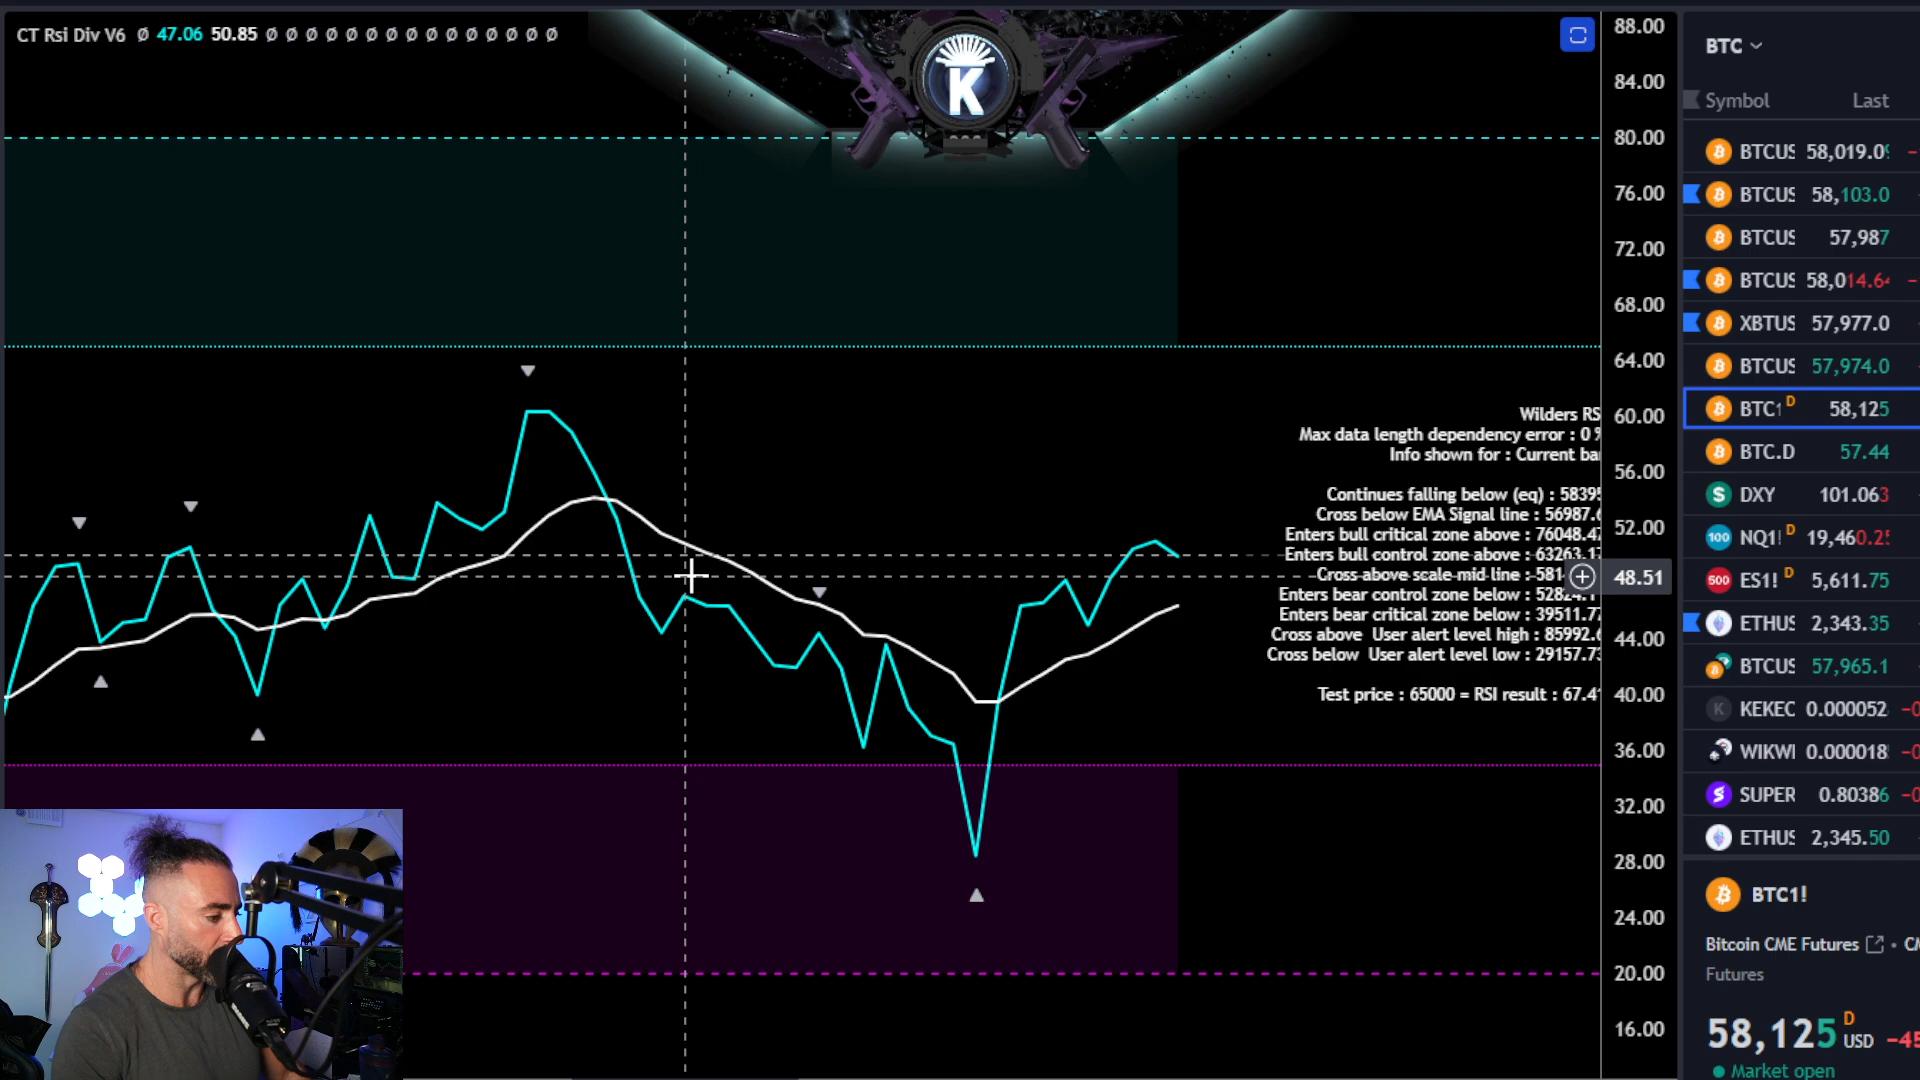 CT Rsi Div V6 Ø 47.06 50.85 Ø Ø Ø Ø Ø Ø Ø Ø Ø Ø Ø Ø Ø Ø Ø
K
88.00
84.00
80.00
76.00
72.00
68.00
64.00
60.00
56.00
52.00
48.51
44.00
40.00
36.00
32.00
28.00
24.00
20.00
16.00
Wilders RS
Max data length dependency error : 0
Info shown for : Current ba
Continues falling below (eq) : 5839
Cross below EMA Signal line : 56987.
Enters bull critical zone above : 76048.4
Enters bull control zone above : 63263.1
Cross above scale mid line : 581
Enters bear control zone below : 52824.1
Enters bear critical zone below : 39511.7
Cross above User alert level high : 85992.
Cross below User alert level low : 29157.7
Test price : 65000 = RSI result : 67.4
BTC
Symbol Last
BTCUS 58,019.0
BTCUS 58,103.0
BTCUS 57,987
BTCUS 58,014.6
XBTUS 57,977.0
BTCUS 57,974.0
BTC1 D 58,125
BTC.D 57.44
$ DXY 101.063
100 NQ1! D 19,460.2
500 ES1! D 5,611.75
ETHUS 2,343.35
BTCUS 57,965.1
K KEKEC 0.000052 -0
WIKWI 0.000018 -0
SUPER 0.80386 -0
ETHUS 2,345.50
BTC1!
Bitcoin CME Futures • CM
Futures
58,125 D USD -45
Market open